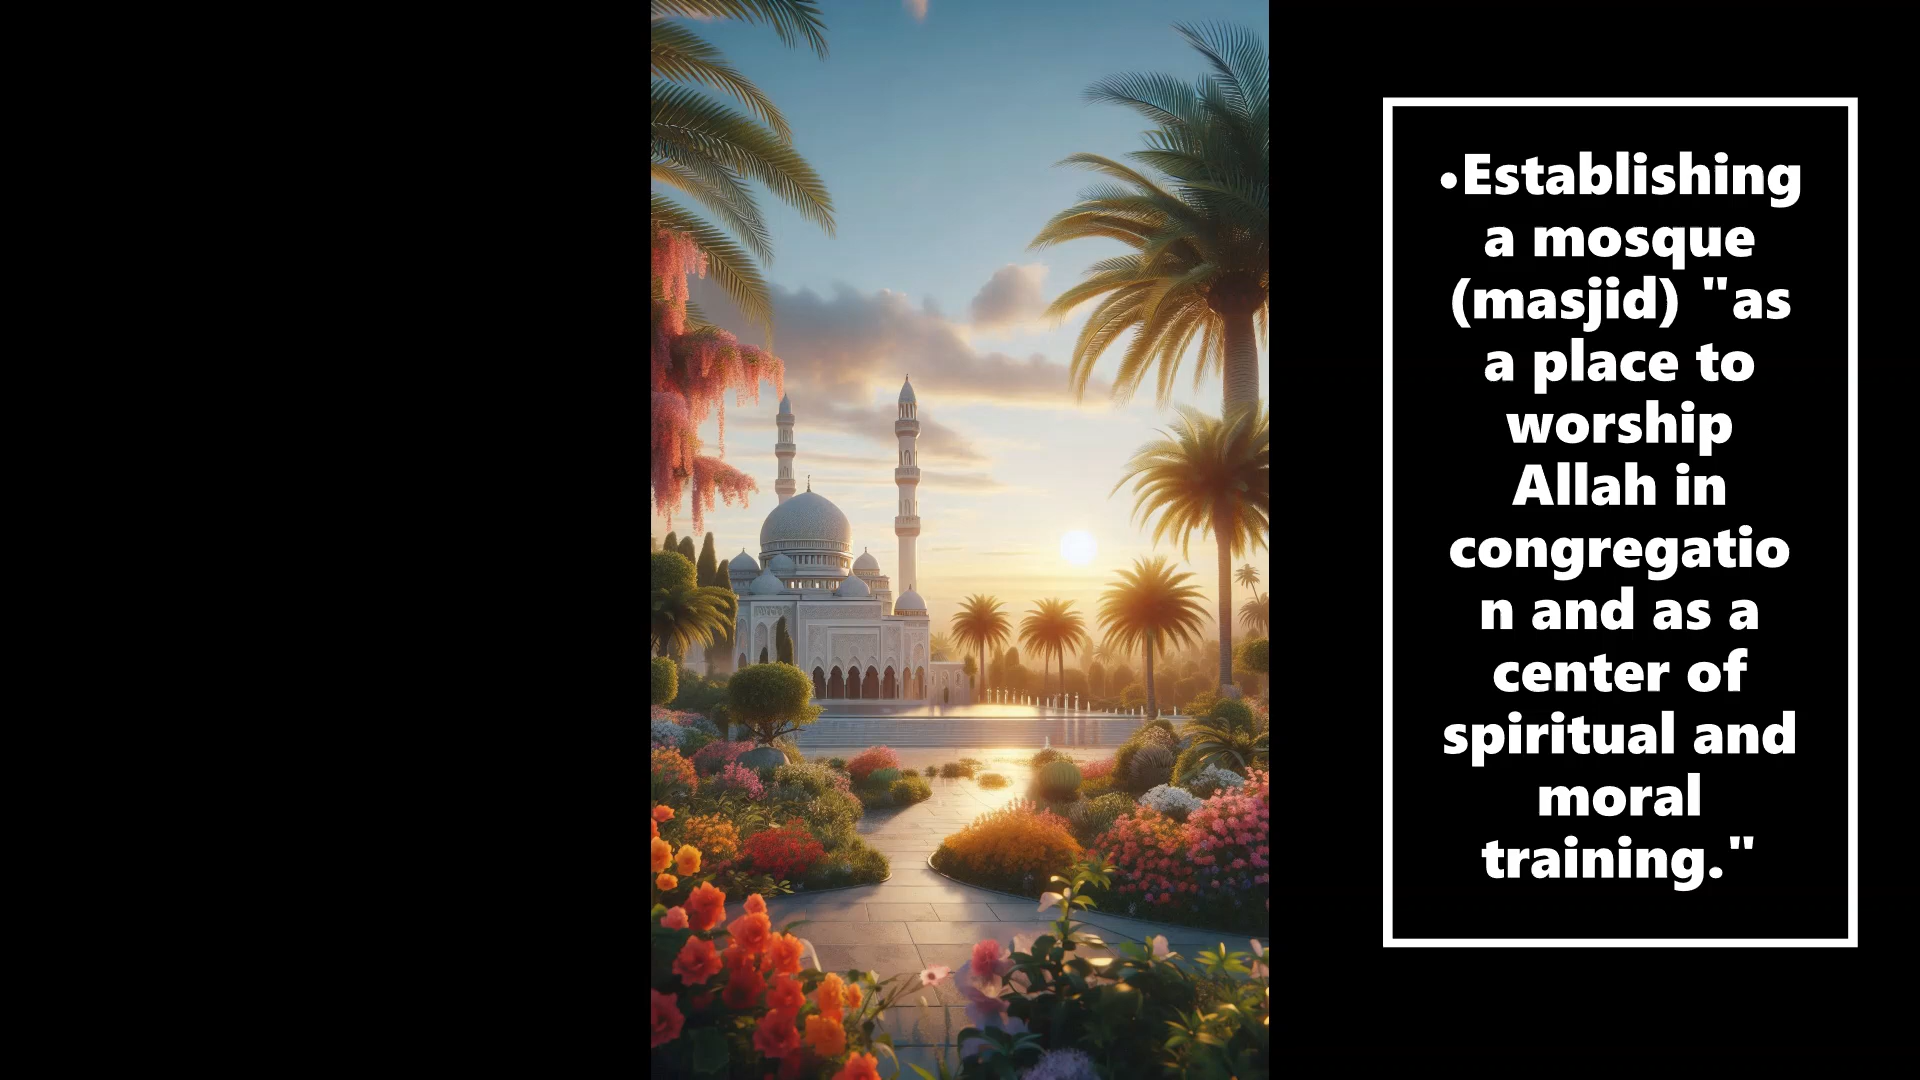 •Establishing
a mosque
(masjid) "as
a place to
worship
Allah in
congregatio
n and as a
center of
spiritual and
moral
training."